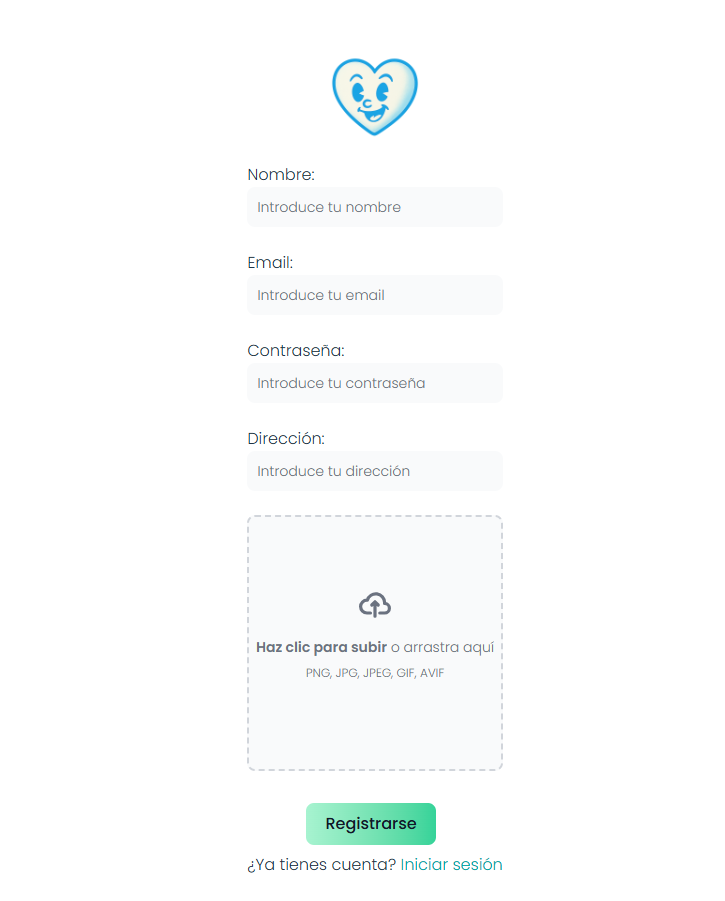 Nombre:
Introduce tu nombre
Email:
Introduce tu email
Contraseña:
Introduce tu contraseña
Dirección:
Introduce tu dirección
Haz clic para subir o arrastra aquí
PNG, JPG, JPEG, GIF, AVIF
Registrarse
¿Ya tienes cuenta? Iniciar sesión